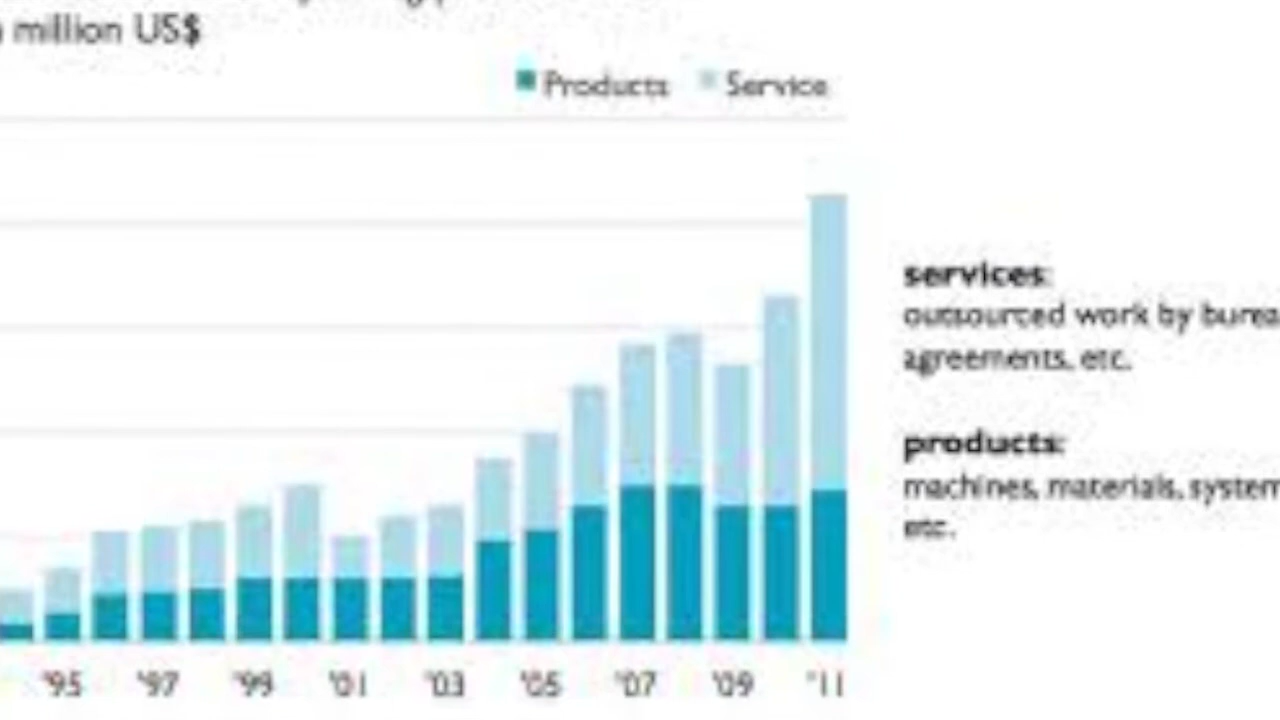 million US$
Products Service
services:
outsourced work by
agreements, etc.
products:
machines, materials, system
etc.
'95 '97 '99 '01 '03 '05 '07 '09 '11